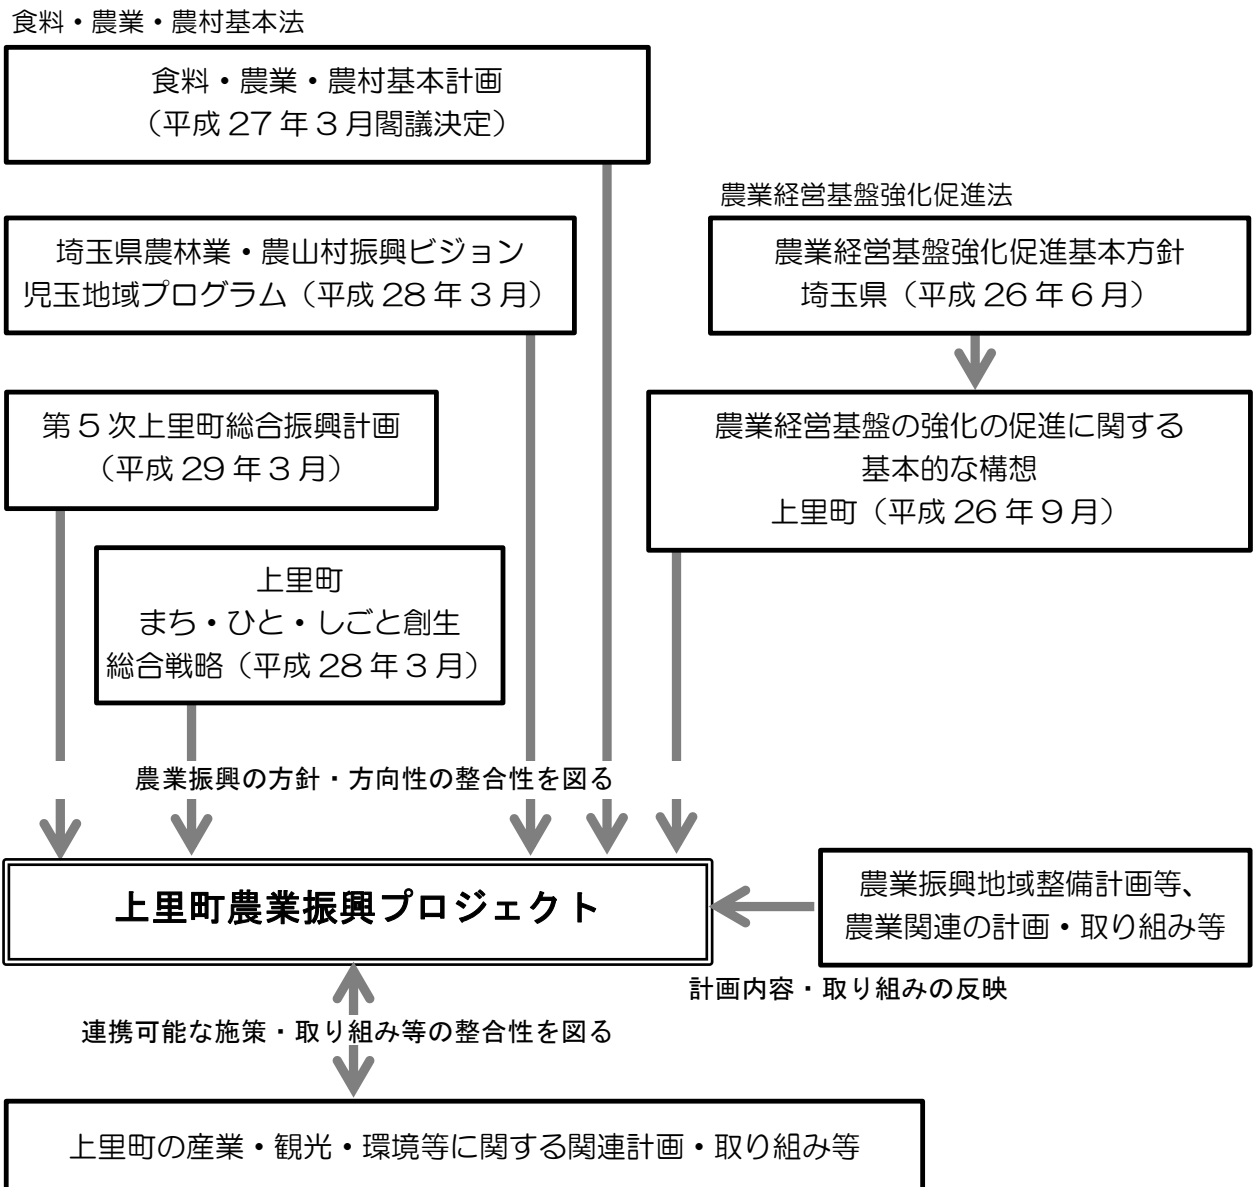 食料・農業・農村基本法
食料・農業・農村基本計画
（平成 27 年 3 月閣議決定）
農業経営基盤強化促進法
埼玉県農林業・農山村振興ビジョン
児玉地域プログラム（平成 28 年 3 月）
農業経営基盤強化促進基本方針
埼玉県（平成 26 年 6 月）
第 5 次上里町総合振興計画
（平成 29 年 3 月）
農業経営基盤の強化の促進に関する
基本的な構想
上里町（平成 26 年 9 月）
上里町
まち・ひと・しごと創生
総合戦略（平成 28 年 3 月）
農業振興の方針・方向性の整合性を図る
上里町農業振興プロジェクト
農業振興地域整備計画等、
農業関連の計画・取り組み等
計画内容・取り組みの反映
連携可能な施策・取り組み等の整合性を図る
上里町の産業・観光・環境等に関する関連計画・取り組み等